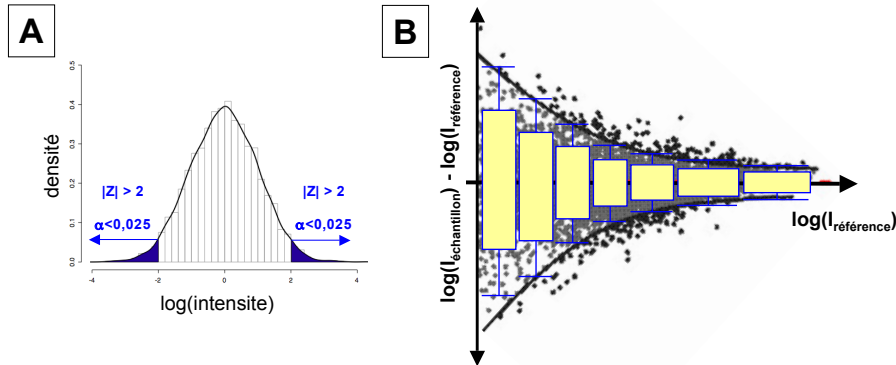 A
densité
0.5
0.4
0.3
0.2
0.1
0.0
|Z| > 2
α<0,025
|Z| > 2
α<0,025
-4
-2
0
2
4
log(intensite)
B
log(Iéchantillon) - log(Iréférence)
log(Iréférence)